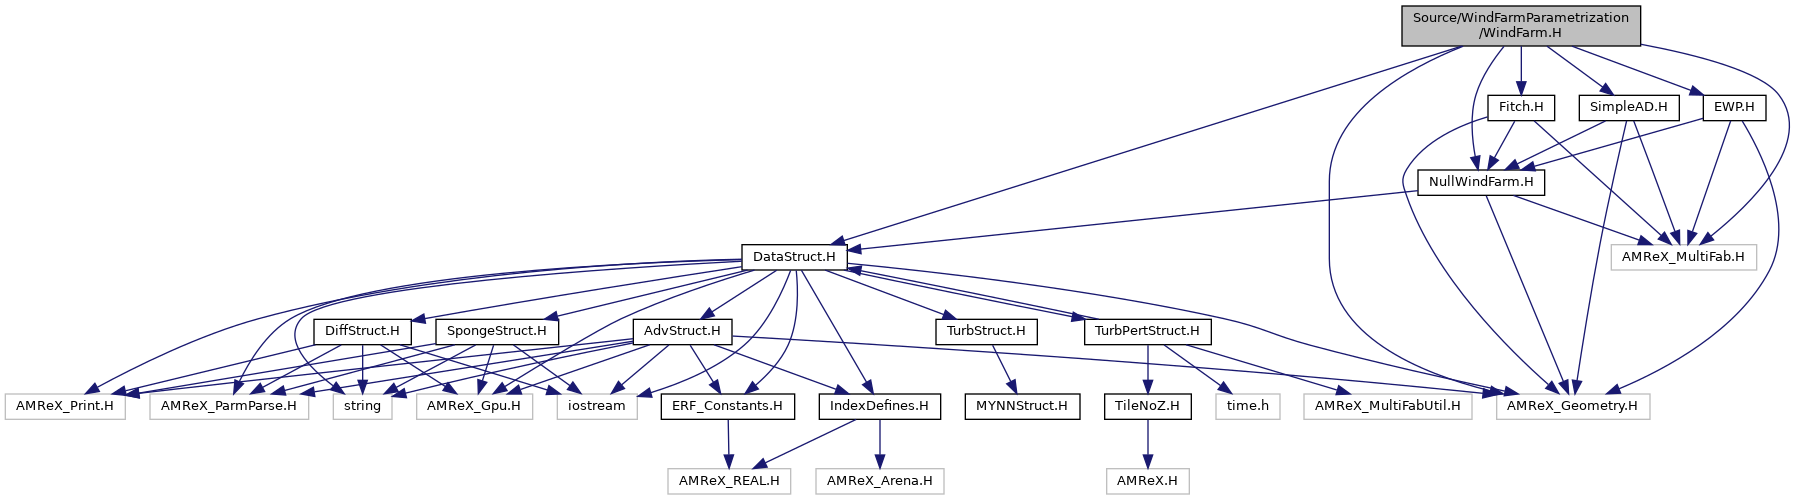 Source/WindFarmParametrization
/WindFarm.H
Fitch.H
SimpleAD.H
EWP.H
NullWindFarm.H
DataStruct.H
AMReX_MultiFab.H
DiffStruct.H
SpongeStruct.H
AdvStruct.H
TurbStruct.H
TurbPertStruct.H
AMReX_Print.H
AMReX_ParmParse.H
string
AMReX_Gpu.H
iostream
ERF_Constants.H
IndexDefines.H
MYNNStruct.H
TileNoZ.H
time.h
AMReX_MultiFabUtil.H
AMReX_Geometry.H
AMReX_REAL.H
AMReX_Arena.H
AMReX.H